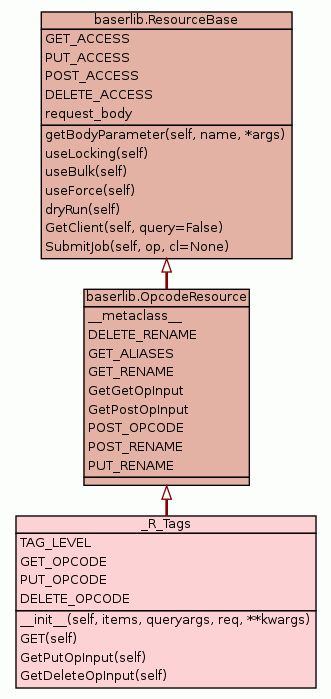 baserlib.ResourceBase
GET_ACCESS
PUT_ACCESS
POST_ACCESS
DELETE_ACCESS
request_body
getBodyParameter(self, name, *args)
useLocking(self)
useBulk(self)
useForce(self)
dryRun(self)
GetClient(self, query=False)
SubmitJob(self, op, cl=None)
baserlib.OpcodeResource
__metaclass__
DELETE_RENAME
GET_ALIASES
GET_RENAME
GetGetOpInput
GetPostOpInput
POST_OPCODE
POST_RENAME
PUT_RENAME
_R_Tags
TAG_LEVEL
GET_OPCODE
PUT_OPCODE
DELETE_OPCODE
__init__(self, items, queryargs, req, **kwargs)
GET(self)
GetPutOpInput(self)
GetDeleteOpInput(self)